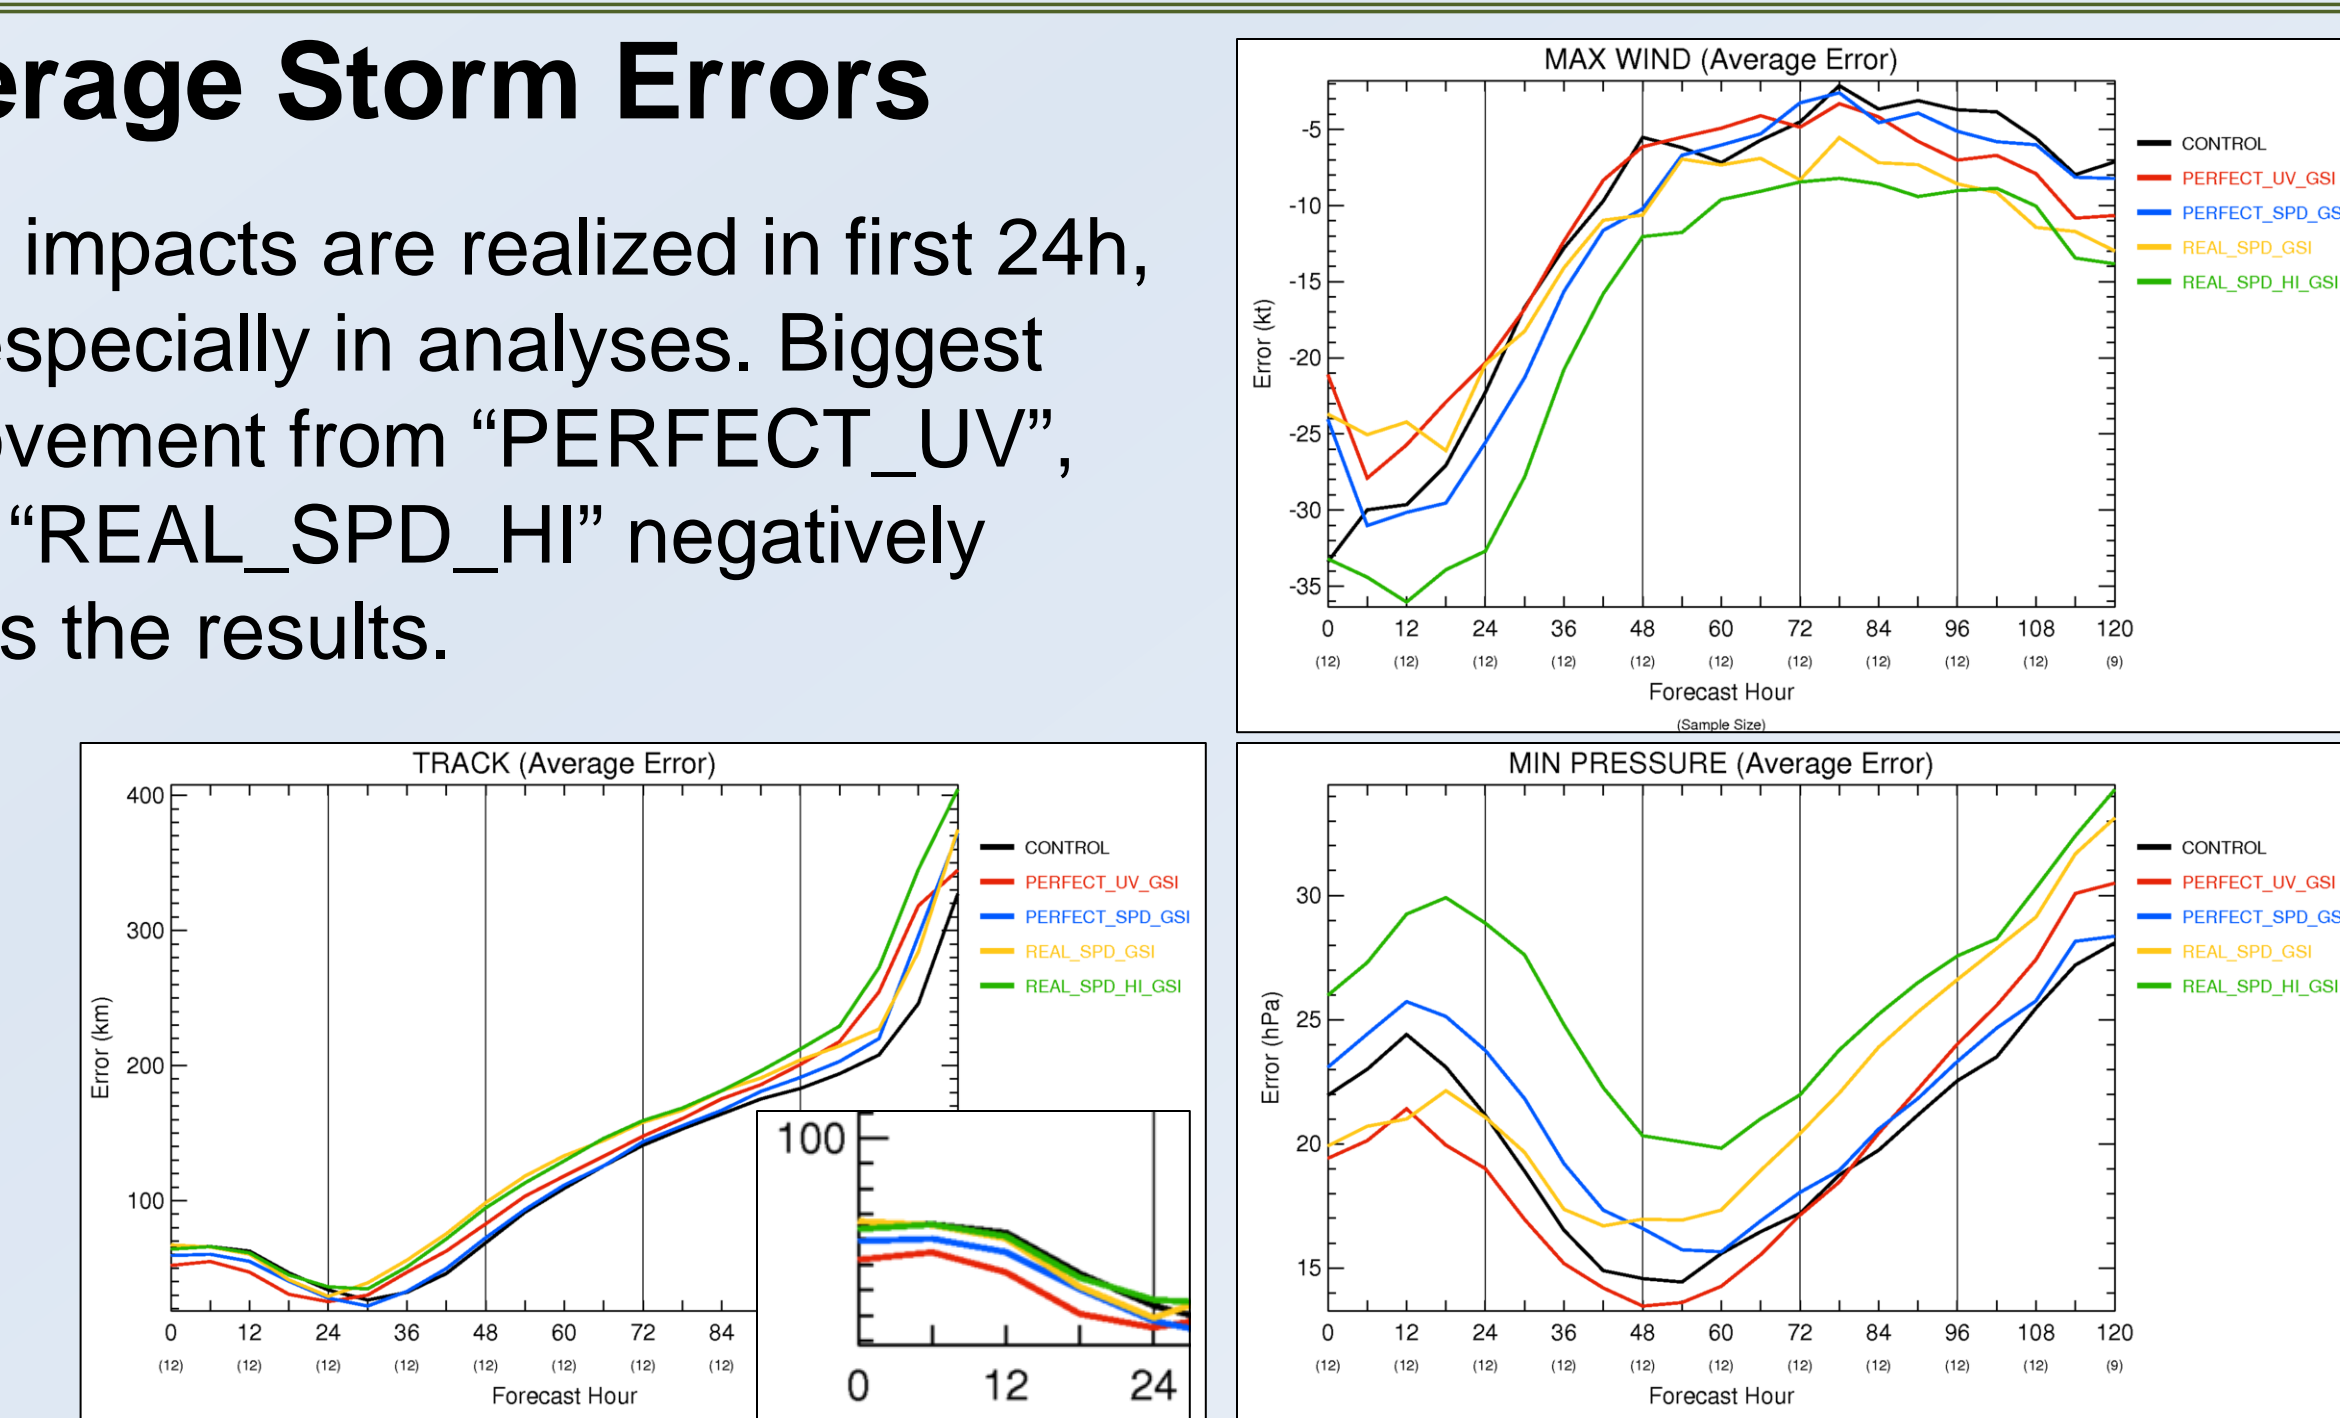 erage Storm Errors
impacts are realized in first 24h,
especially in analyses. Biggest
ovement from “PERFECT_UV”,
“REAL_SPD_HI” negatively
s the results.
MAX WIND (Average Error)
-5
-10
-15
-20
-25
-30
-35
Error (kt)
0 12 24 36 48 60 72 84 96 108 120
(12) (12) (12) (12) (12) (12) (12) (12) (12) (12) (9)
Forecast Hour
(Sample Size)
CONTROL
PERFECT_UV_GSI
PERFECT_SPD_GS
REAL_SPD_GSI
REAL_SPD_HI_GSI
TRACK (Average Error)
400
300
200
100
Error (km)
0 12 24 36 48 60 72 84
(12) (12) (12) (12) (12) (12) (12) (12)
Forecast Hour
CONTROL
PERFECT_UV_GSI
PERFECT_SPD_GSI
REAL_SPD_GSI
REAL_SPD_HI_GSI
100
0 12 24
MIN PRESSURE (Average Error)
30
25
20
15
Error (hPa)
0 12 24 36 48 60 72 84 96 108 120
(12) (12) (12) (12) (12) (12) (12) (12) (12) (12) (9)
Forecast Hour
CONTROL
PERFECT_UV_GSI
PERFECT_SPD_GS
REAL_SPD_GSI
REAL_SPD_HI_GSI